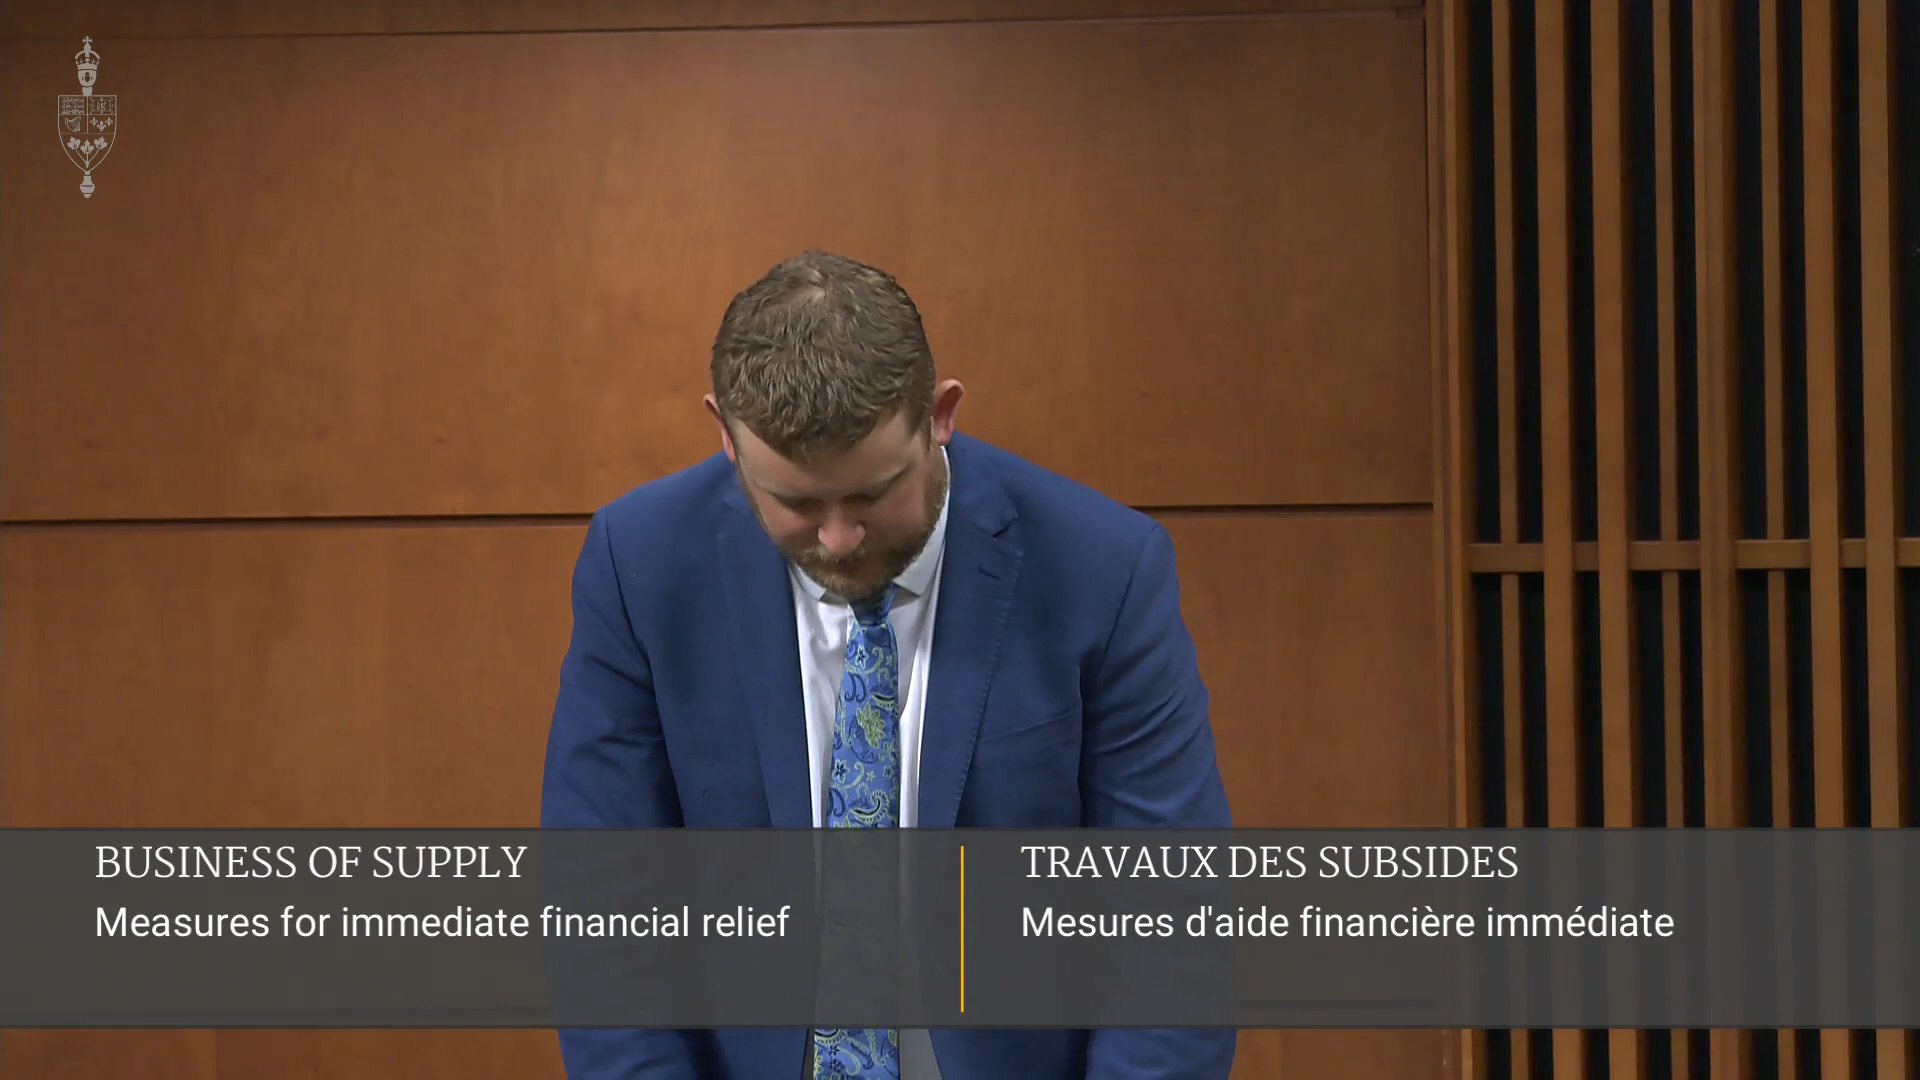 BUSINESS OF SUPPLY
Measures for immediate financial relief
TRAVAUX DES SUBSIDES
Mesures d'aide financière immédiate